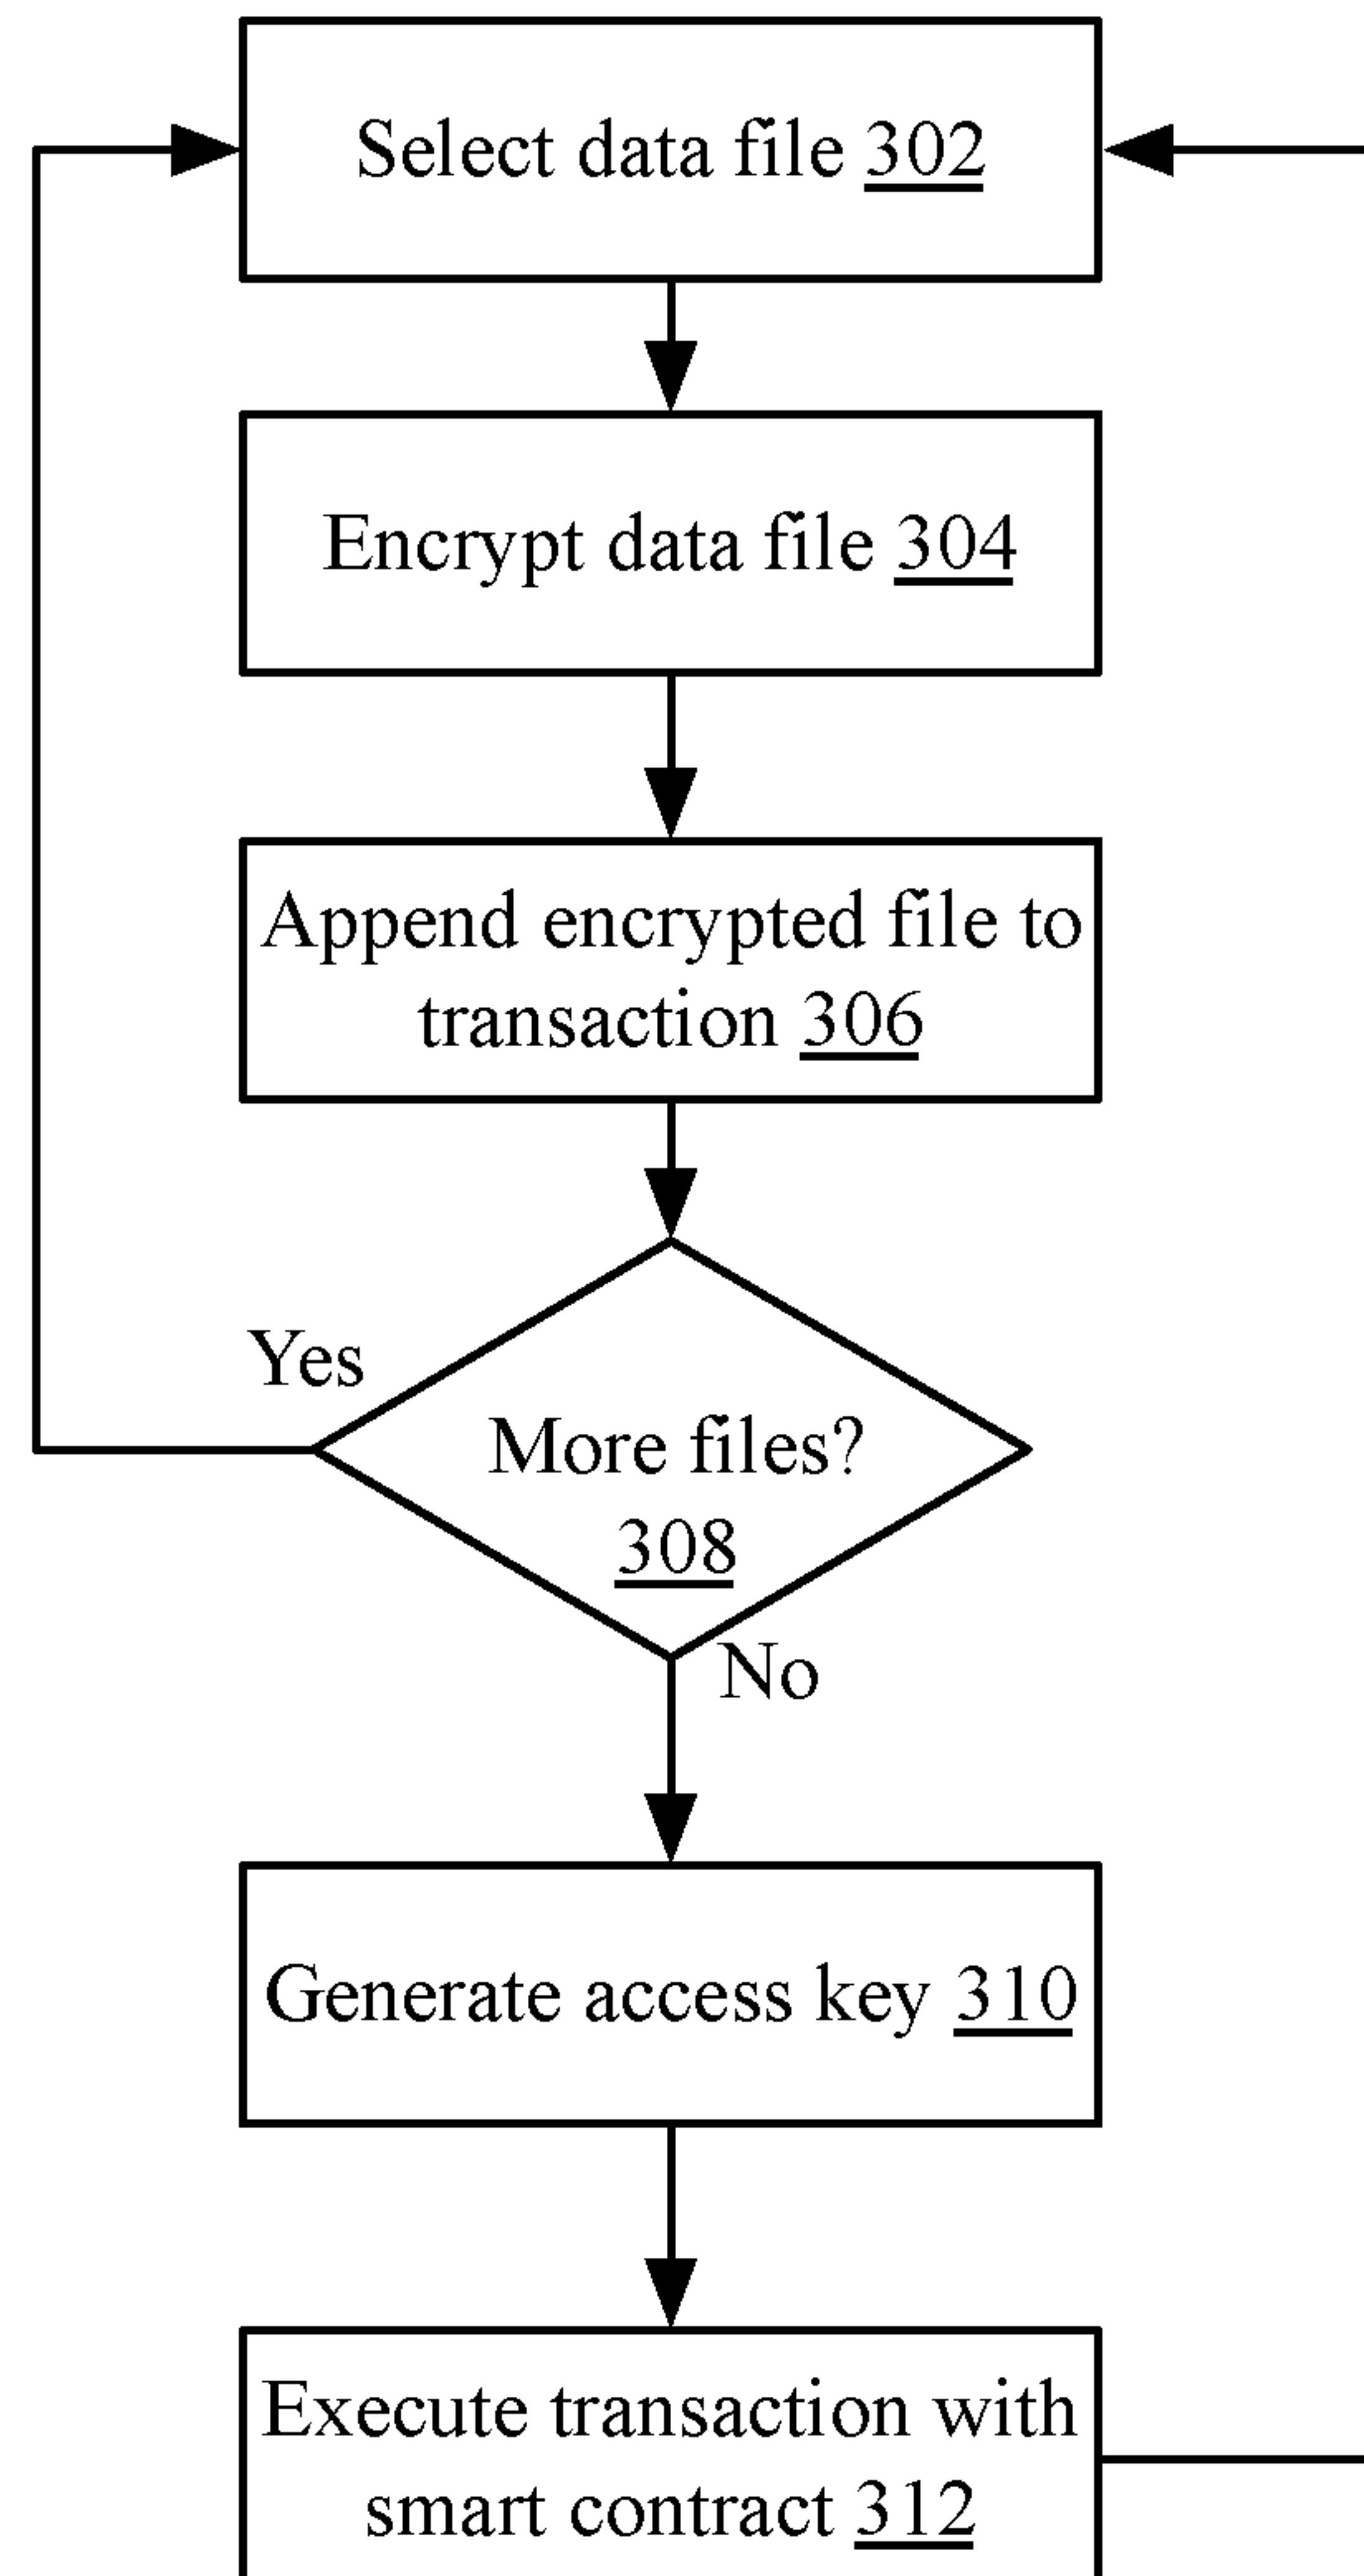 Select data file 302
Encrypt data file 304
Append encrypted file to
transaction 306
Yes
More files?
308
No
Generate access key 310
Execute transaction with
smart contract 312